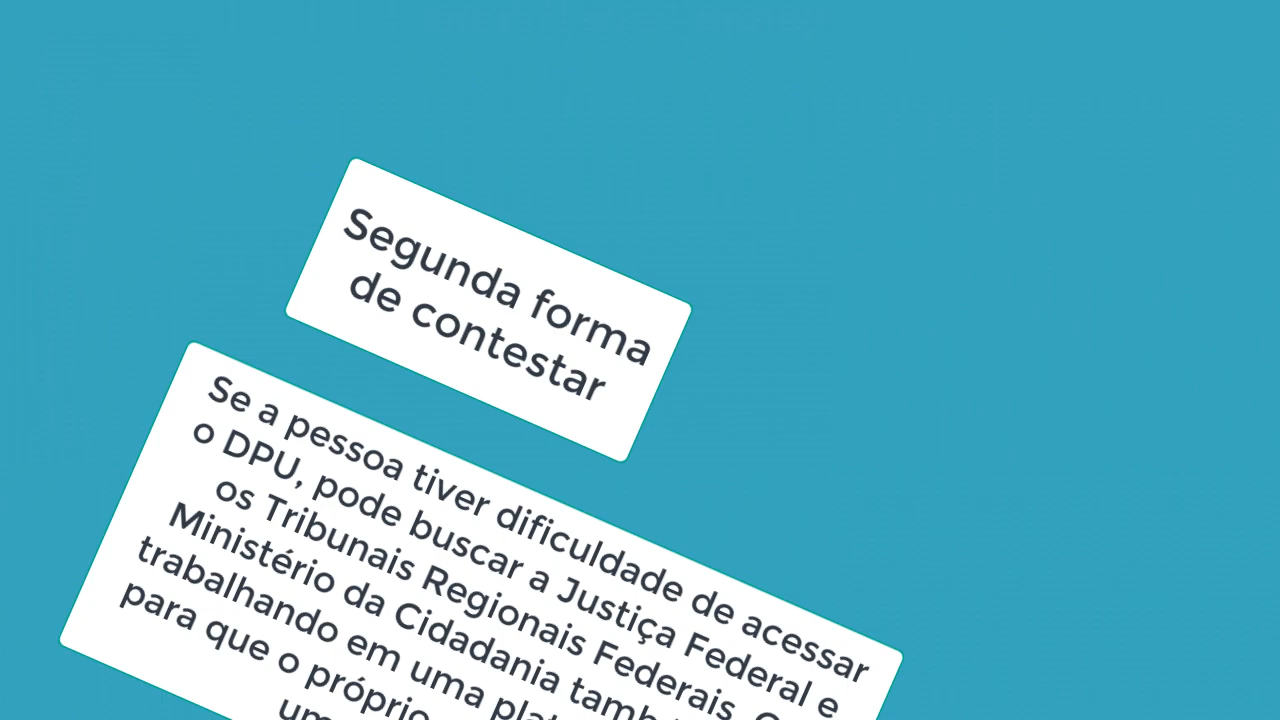 Segunda forma
de contestar
Se a pessoa tiver dificuldade de acessar
o DPU, pode buscar a Justiça Federal e
os Tribunais Regionais Federais.
Ministério da Cidadania
trabalhando em uma
para que o próprio